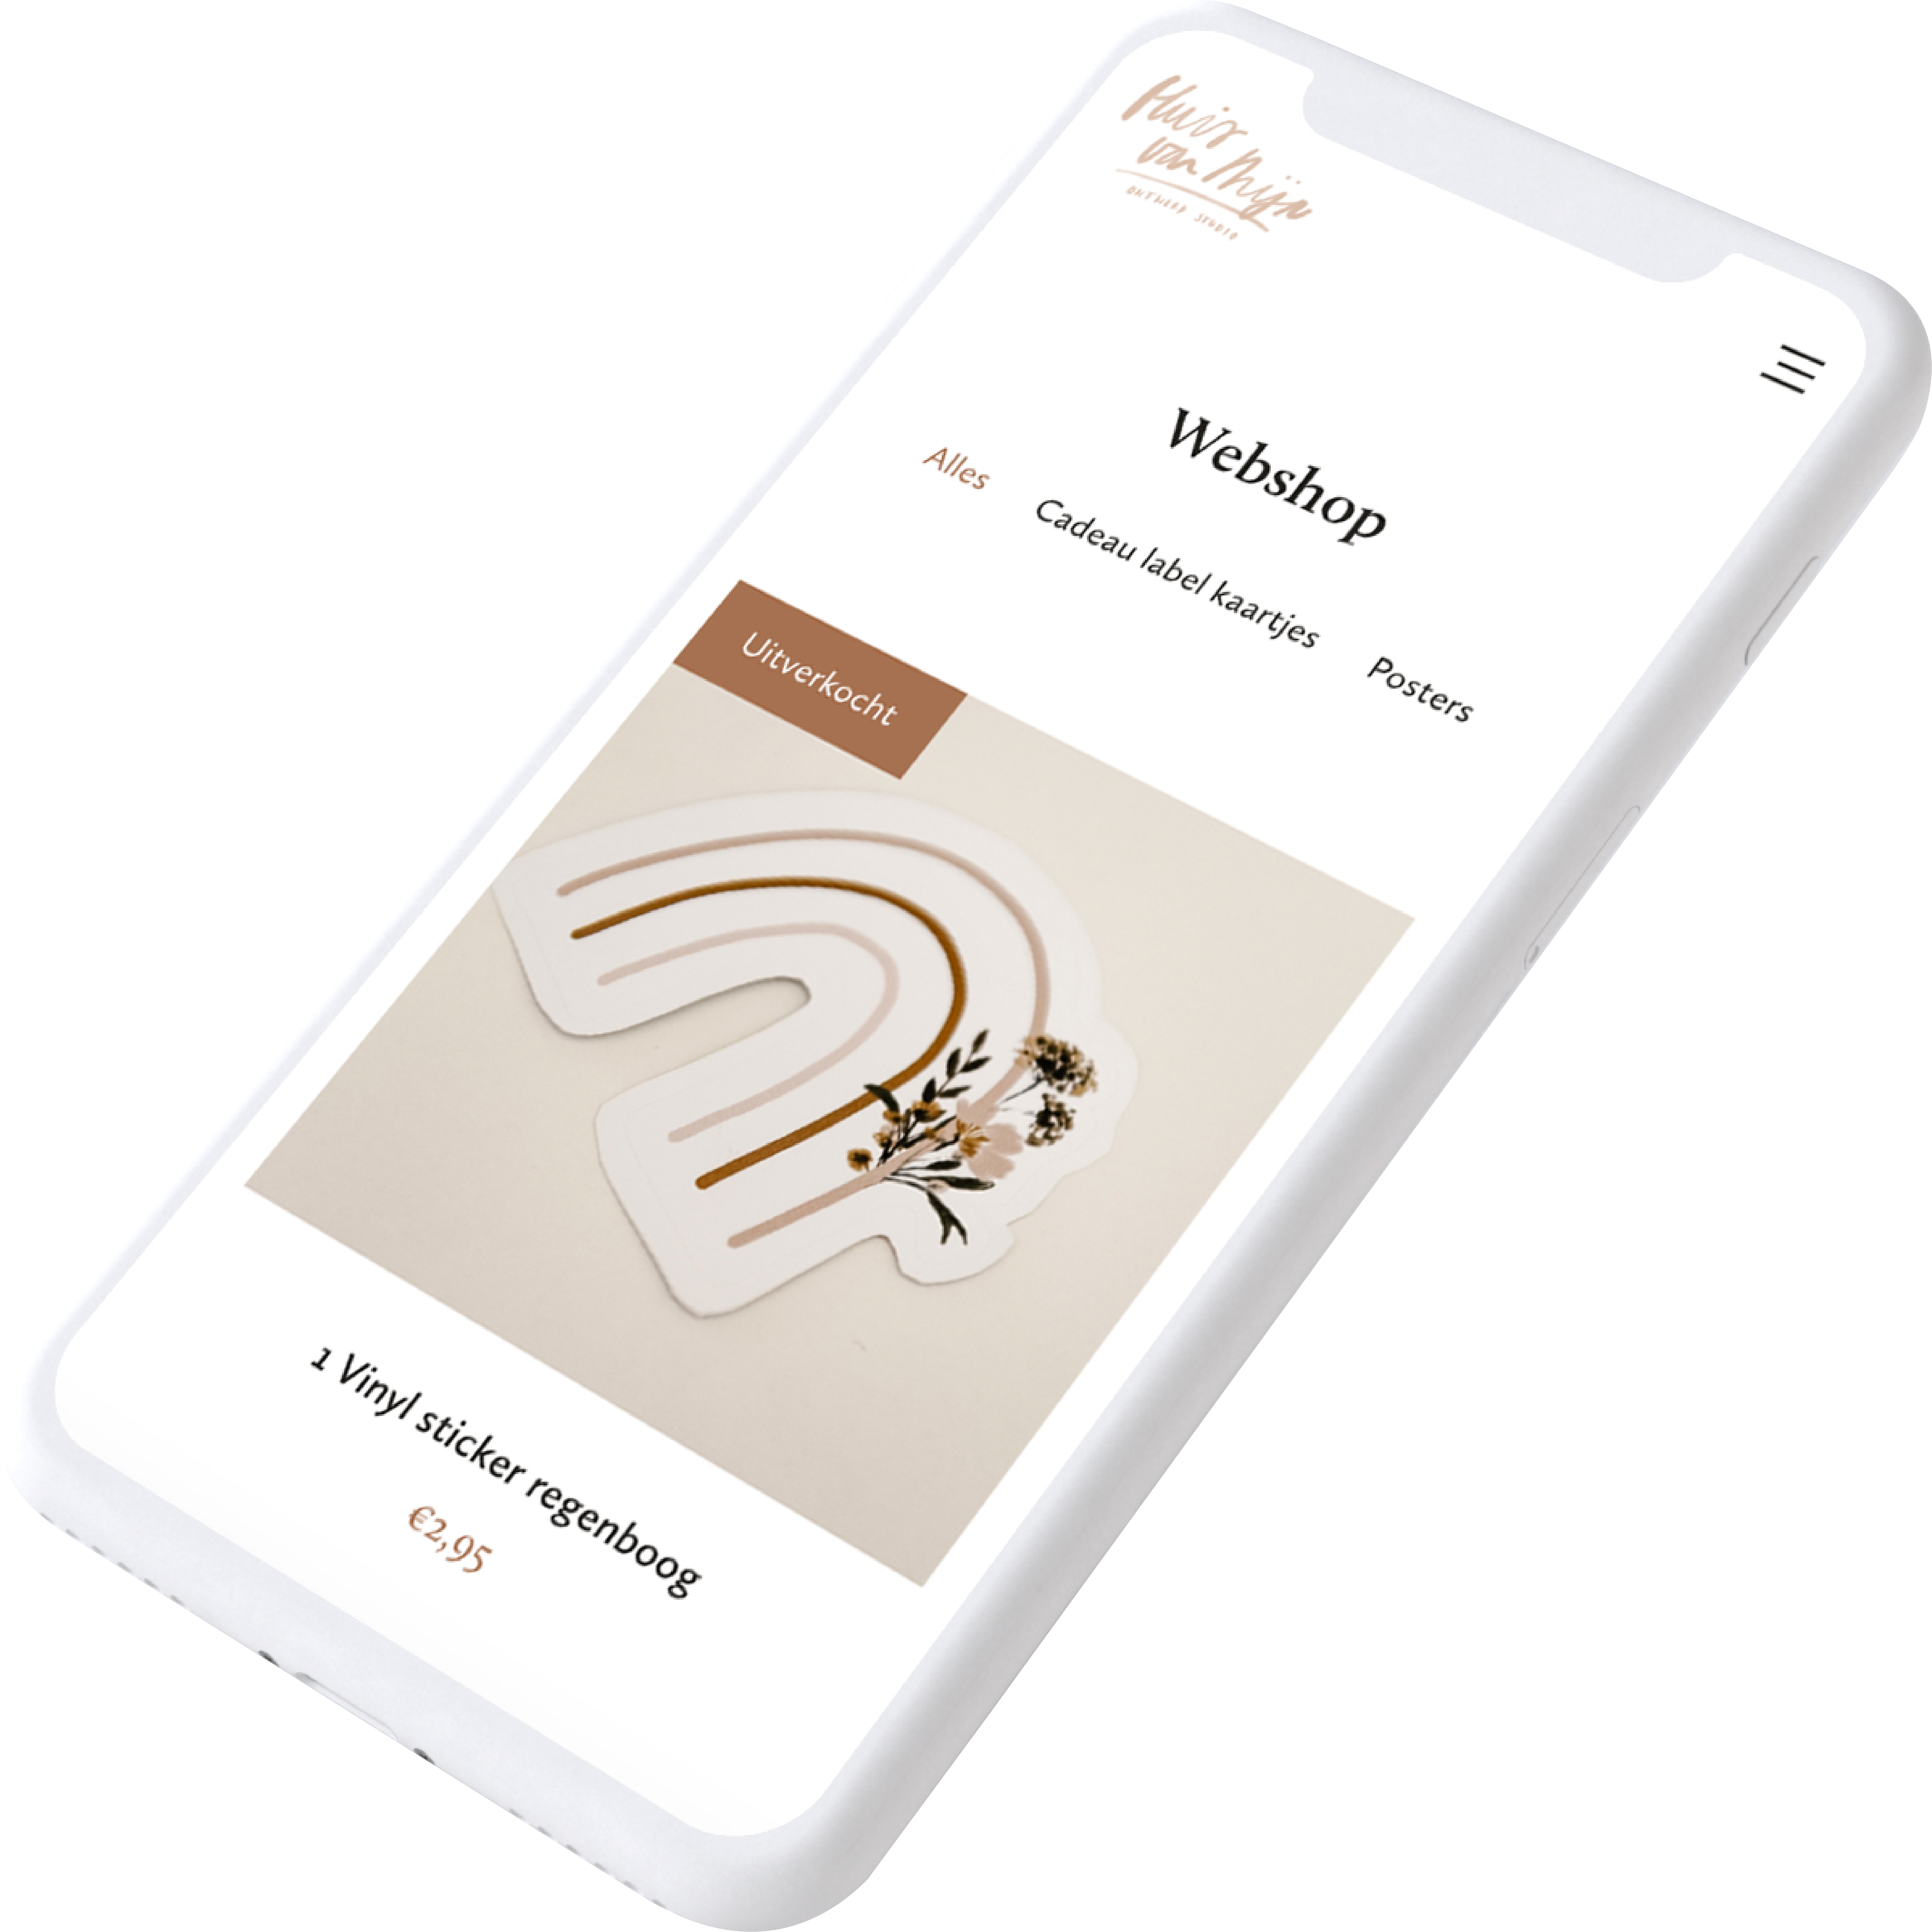 Huis
van Mijn
ONTWERP STUDIO
Webshop
Alles
Cadeau label kaartjes
Posters
Uitverkocht
1 Vinyl sticker regenboog
€2,95